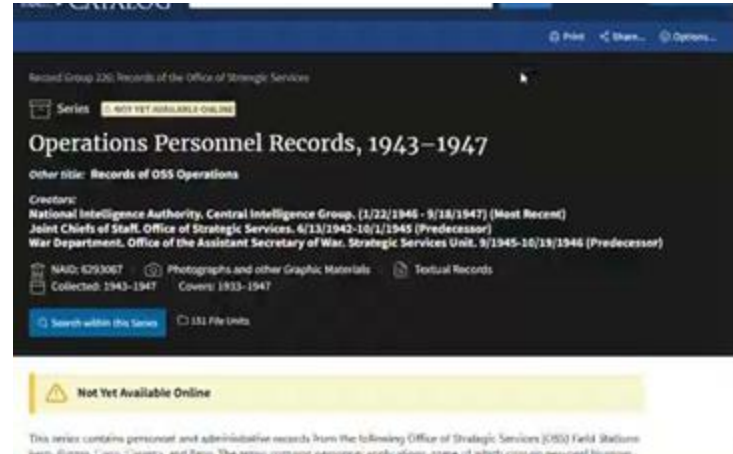 CATALOG
Print Share... Options...
Record Group 226: Records of the Office of Strategic Services
Series NOT YET AVAILABLE ONLINE
Operations Personnel Records, 1943–1947
Other title: Records of OSS Operations
Creators:
National Intelligence Authority. Central Intelligence Group. (1/22/1946 - 9/18/1947) (Most Recent)
Joint Chiefs of Staff. Office of Strategic Services. 6/13/1942-10/1/1945 (Predecessor)
War Department. Office of the Assistant Secretary of War. Strategic Services Unit. 9/1945-10/19/1946 (Predecessor)
NAID: 6293067 Photographs and other Graphic Materials Textual Records
Collected: 1943–1947 Covers: 1933–1947
Search within this Series 151 File Units
Not Yet Available Online
This series contains personnel and administrative records from the following Office of Strategic Services (OSS) Field Stations